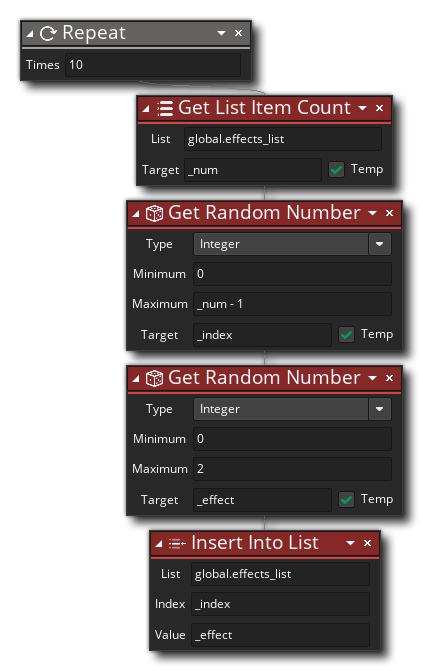 Repeat
Times 10
Get List Item Count
List global.effects_list
Target _num Temp
Get Random Number
Type Integer
Minimum 0
Maximum _num - 1
Target _index Temp
Get Random Number
Type Integer
Minimum 0
Maximum 2
Target _effect Temp
Insert Into List
List global.effects_list
Index _index
Value _effect